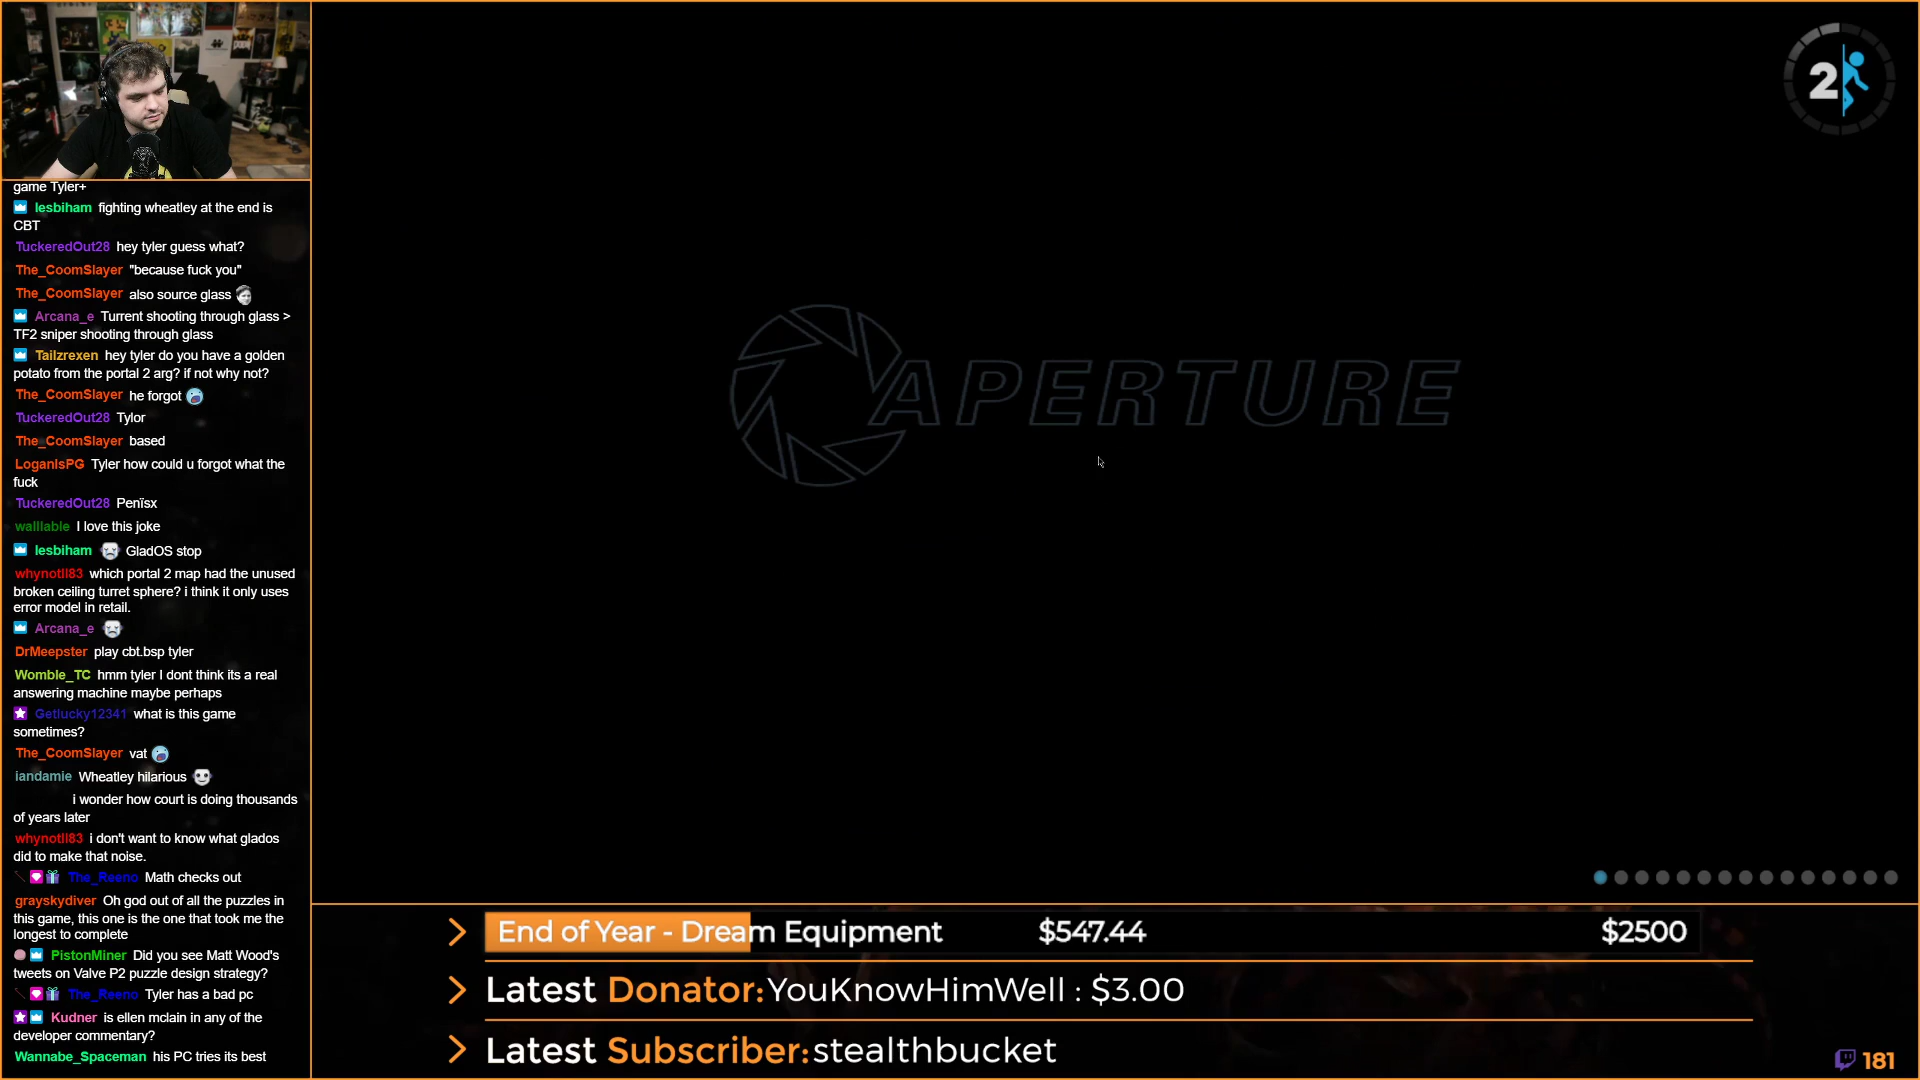 game Tyler+
lesbiham fighting wheatley at the end is
CBT
TuckeredOut28 hey tyler guess what?
The_CoomSlayer "because fuck you"
The_CoomSlayer also source glass
Arcana_e Turrent shooting through glass >
TF2 sniper shooting through glass
Tailzrexen hey tyler do you have a golden
potato from the portal 2 arg? if not why not?
The_CoomSlayer he forgot
TuckeredOut28 Tylor
The_CoomSlayer based
LoganIsPG Tyler how could u forgot what the
fuck
TuckeredOut28 Penïsx
walllable I love this joke
lesbiham GladOS stop
whynotll83 which portal 2 map had the unused
broken ceiling turret sphere? i think it only uses
error model in retail.
Arcana_e
DrMeepster play cbt.bsp tyler
Womble_TC hmm tyler I dont think its a real
answering machine maybe perhaps
Getlucky12341 what is this game
sometimes?
The_CoomSlayer vat
iandamie Wheatley hilarious
i wonder how court is doing thousands
of years later
whynotll83 i don't want to know what glados
did to make that noise.
The_Reeno Math checks out
grayskydiver Oh god out of all the puzzles in
this game, this one is the one that took me the
longest to complete
PistonMiner Did you see Matt Wood's
tweets on Valve P2 puzzle design strategy?
The_Reeno Tyler has a bad pc
Kudner is ellen mclain in any of the
developer commentary?
Wannabe_Spaceman his PC tries its best
2
APERTURE
End of Year - Dream Equipment $547.44 $2500
Latest Donator:YouKnowHimWell : $3.00
Latest Subscriber:stealthbucket
181